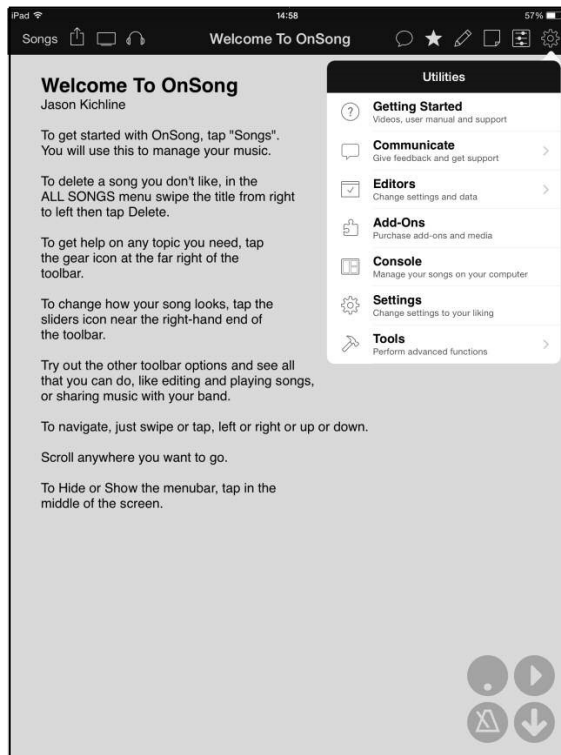 iPad 14:58 57%
Songs Welcome To OnSong
Welcome To OnSong
Jason Kichline
To get started with OnSong, tap "Songs".
You will use this to manage your music.
To delete a song you don't like, in the
ALL SONGS menu swipe the title from right
to left then tap Delete.
To get help on any topic you need, tap
the gear icon at the far right of the
toolbar.
To change how your song looks, tap the
sliders icon near the right-hand end of
the toolbar.
Try out the other toolbar options and see all
that you can do, like editing and playing songs,
or sharing music with your band.
To navigate, just swipe or tap, left or right or up or down.
Scroll anywhere you want to go.
To Hide or Show the menubar, tap in the
middle of the screen.
Utilities
Getting Started
Videos, user manual and support
Communicate
Give feedback and get support
Editors
Change settings and data
Add-Ons
Purchase add-ons and media
Console
Manage your songs on your computer
Settings
Change settings to your liking
Tools
Perform advanced functions